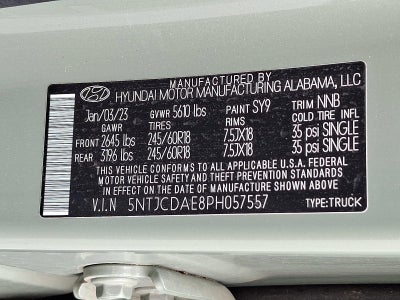 MANUFACTURED BY
HYUNDAI MOTOR MANUFACTURING ALABAMA, LLC
Jan/03/23 GVWR 5610 lbs PAINT SY9 TRIM NNB
GAWR TIRES RIMS COLD TIRE INFL
FRONT 2645 lbs 245/60R18 7.5JX18 35 psi SINGLE
REAR 3196 lbs 245/60R18 7.5JX18 35 psi SINGLE
THIS VEHICLE CONFORMS TO ALL APPLICABLE U.S.A. FEDERAL
MOTOR VEHICLE SAFETY AND THEFT PREVENTION STANDARDS
IN EFFECT ON THE DATE OF MANUFACTURE SHOWN ABOVE.
V.I.N 5NTJCDAE8PH057557 TYPE:TRUCK